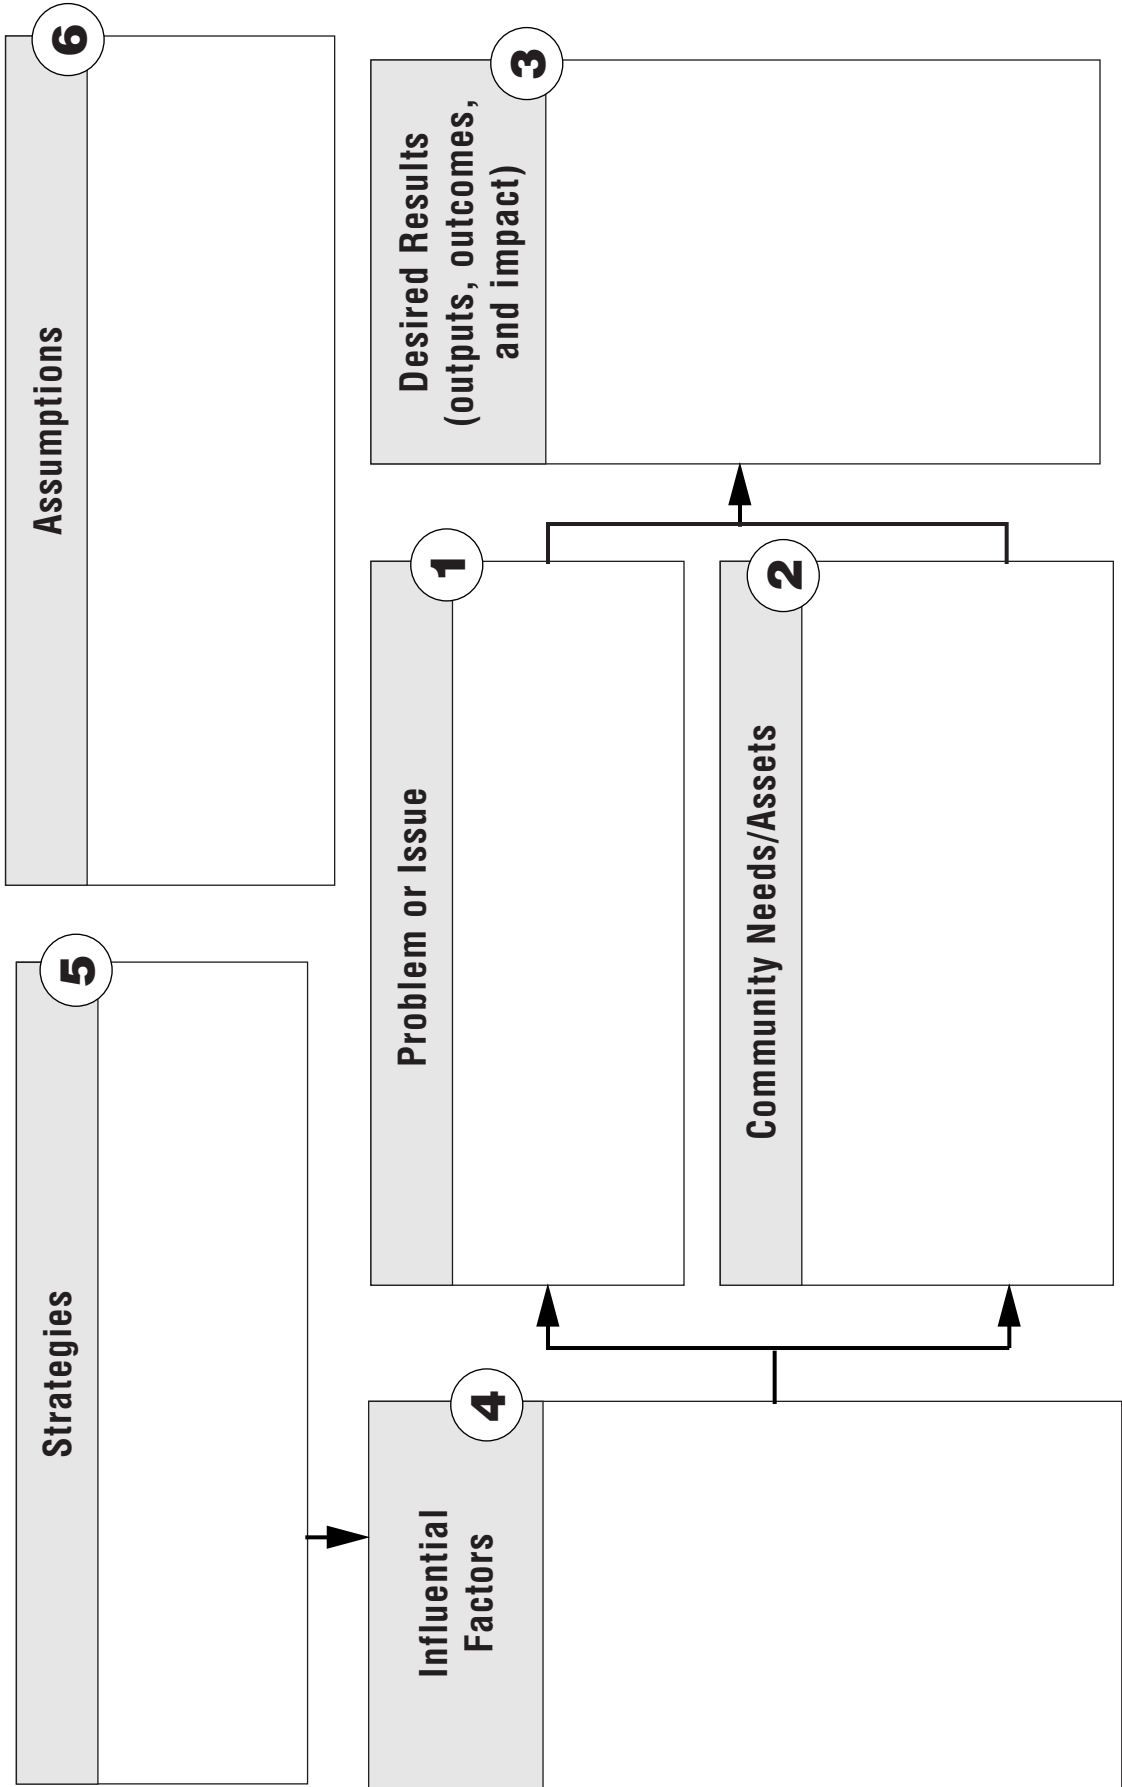 Strategies
5
Assumptions
6
Influential
Factors
4
Problem or Issue
1
Community Needs/Assets
2
Desired Results
(outputs, outcomes,
and impact)
3